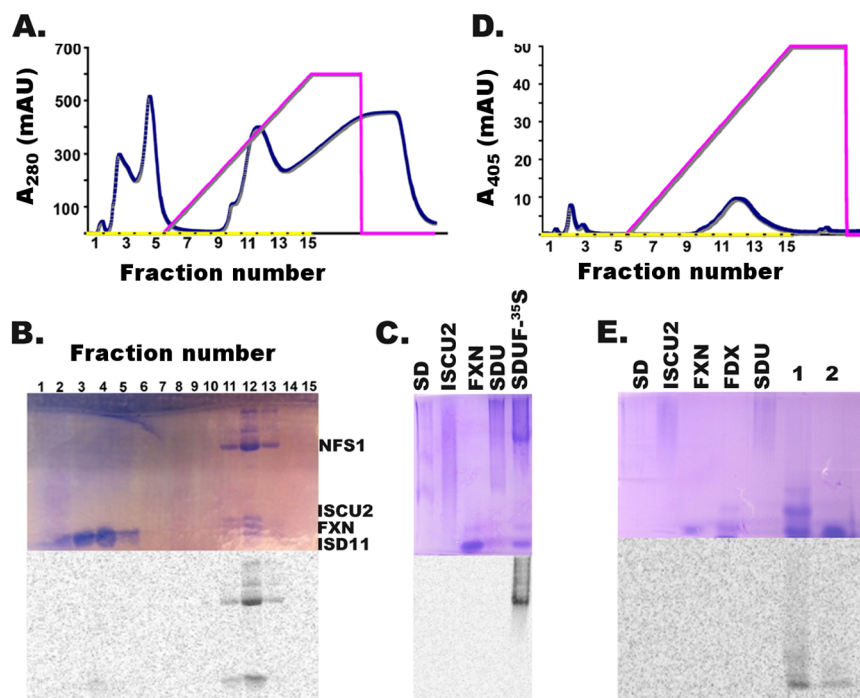 A.
A280 (mAU)
700
500
300
100
1 3 5 7 9 11 13 15
Fraction number
D.
A405 (mAU)
50
40
30
20
10
0
1 3 5 7 9 11 13 15
Fraction number
B.
Fraction number
1 2 3 4 5 6 7 8 9 10 11 12 13 14 15
NFS1
ISCU2
FXN
ISD11
C.
SD
ISCU2
FXN
SDU
SDUF-35S
E.
SD
ISCU2
FXN
FDX
SDU
1 2